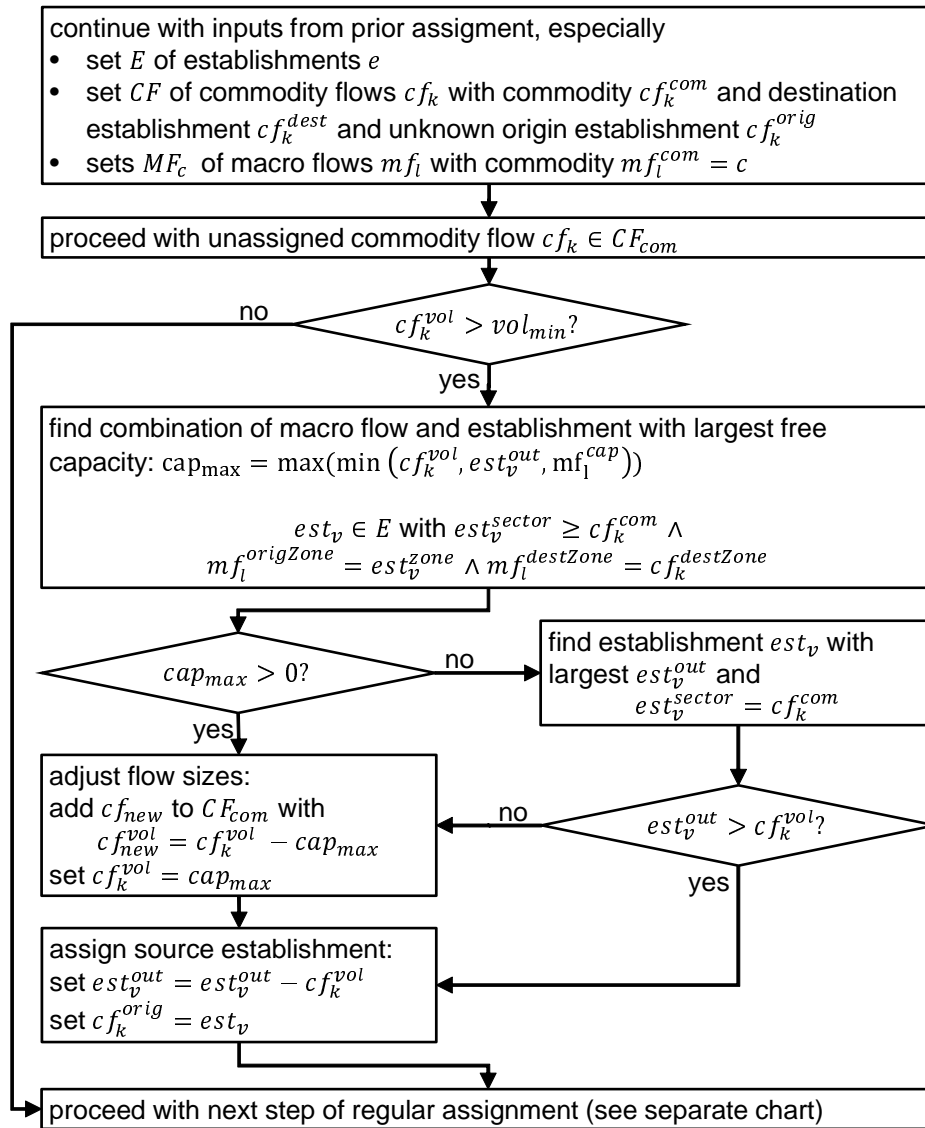 continue with inputs from prior assigment, especially
• set E of establishments e
• set CF of commodity flows cf_k with commodity cf_k^com and destination
establishment cf_k^dest and unknown origin establishment cf_k^orig
• sets MF_c of macro flows mf_l with commodity mf_l^com = c
proceed with unassigned commodity flow cf_k ∈ CF_com
no
cf_k^vol > vol_min?
yes
find combination of macro flow and establishment with largest free
capacity: cap_max = max(min (cf_k^vol, est_v^out, mf_l^cap))
est_v ∈ E with est_v^sector ≥ cf_k^com ∧
mf_l^origZone = est_v^zone ∧ mf_l^destZone = cf_k^destZone
cap_max > 0?
no
yes
find establishment est_v with
largest est_v^out and
est_v^sector = cf_k^com
adjust flow sizes:
add cf_new to CF_com with
cf_new^vol = cf_k^vol − cap_max
set cf_k^vol = cap_max
no
est_v^out > cf_k^vol?
yes
assign source establishment:
set est_v^out = est_v^out − cf_k^vol
set cf_k^orig = est_v
proceed with next step of regular assignment (see separate chart)